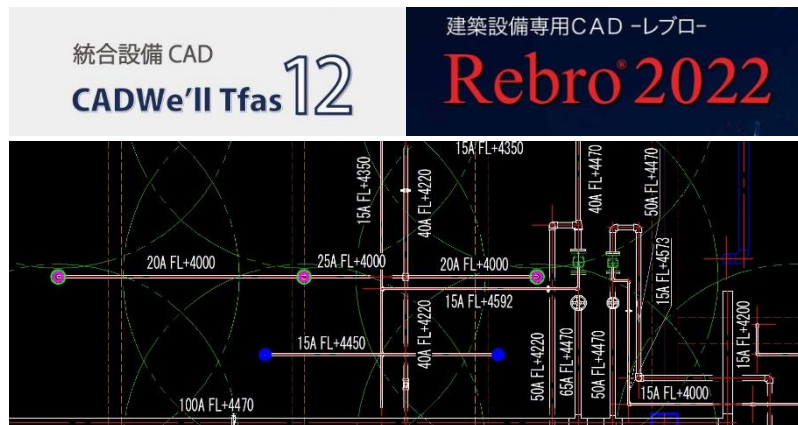 統合設備 CAD
CADWe'll Tfas 12
建築設備専用CAD -レブロ-
Rebro® 2022
15A FL+4350
15A FL+4350
40A FL+4220
40A FL+4470
50A FL+4470
20A FL+4000
25A FL+4000
20A FL+4000
15A FL+4573
15A FL+4592
15A FL+4450
40A FL+4220
50A FL+4220
65A FL+4470
50A FL+4470
15A FL+4200
15A FL+4000
100A FL+4470